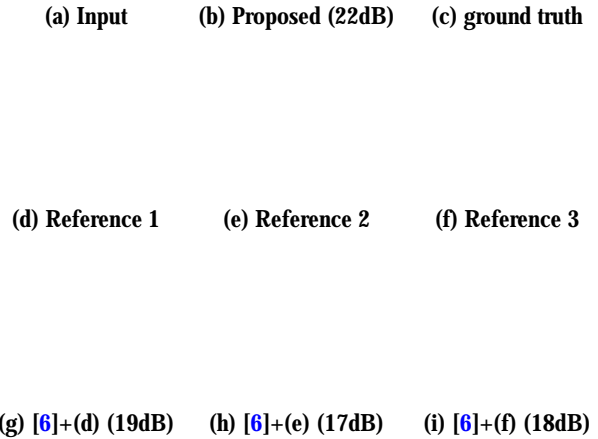 (a) Input (b) Proposed (22dB) (c) ground truth
(d) Reference 1 (e) Reference 2 (f) Reference 3
(g) [6]+(d) (19dB) (h) [6]+(e) (17dB) (i) [6]+(f) (18dB)